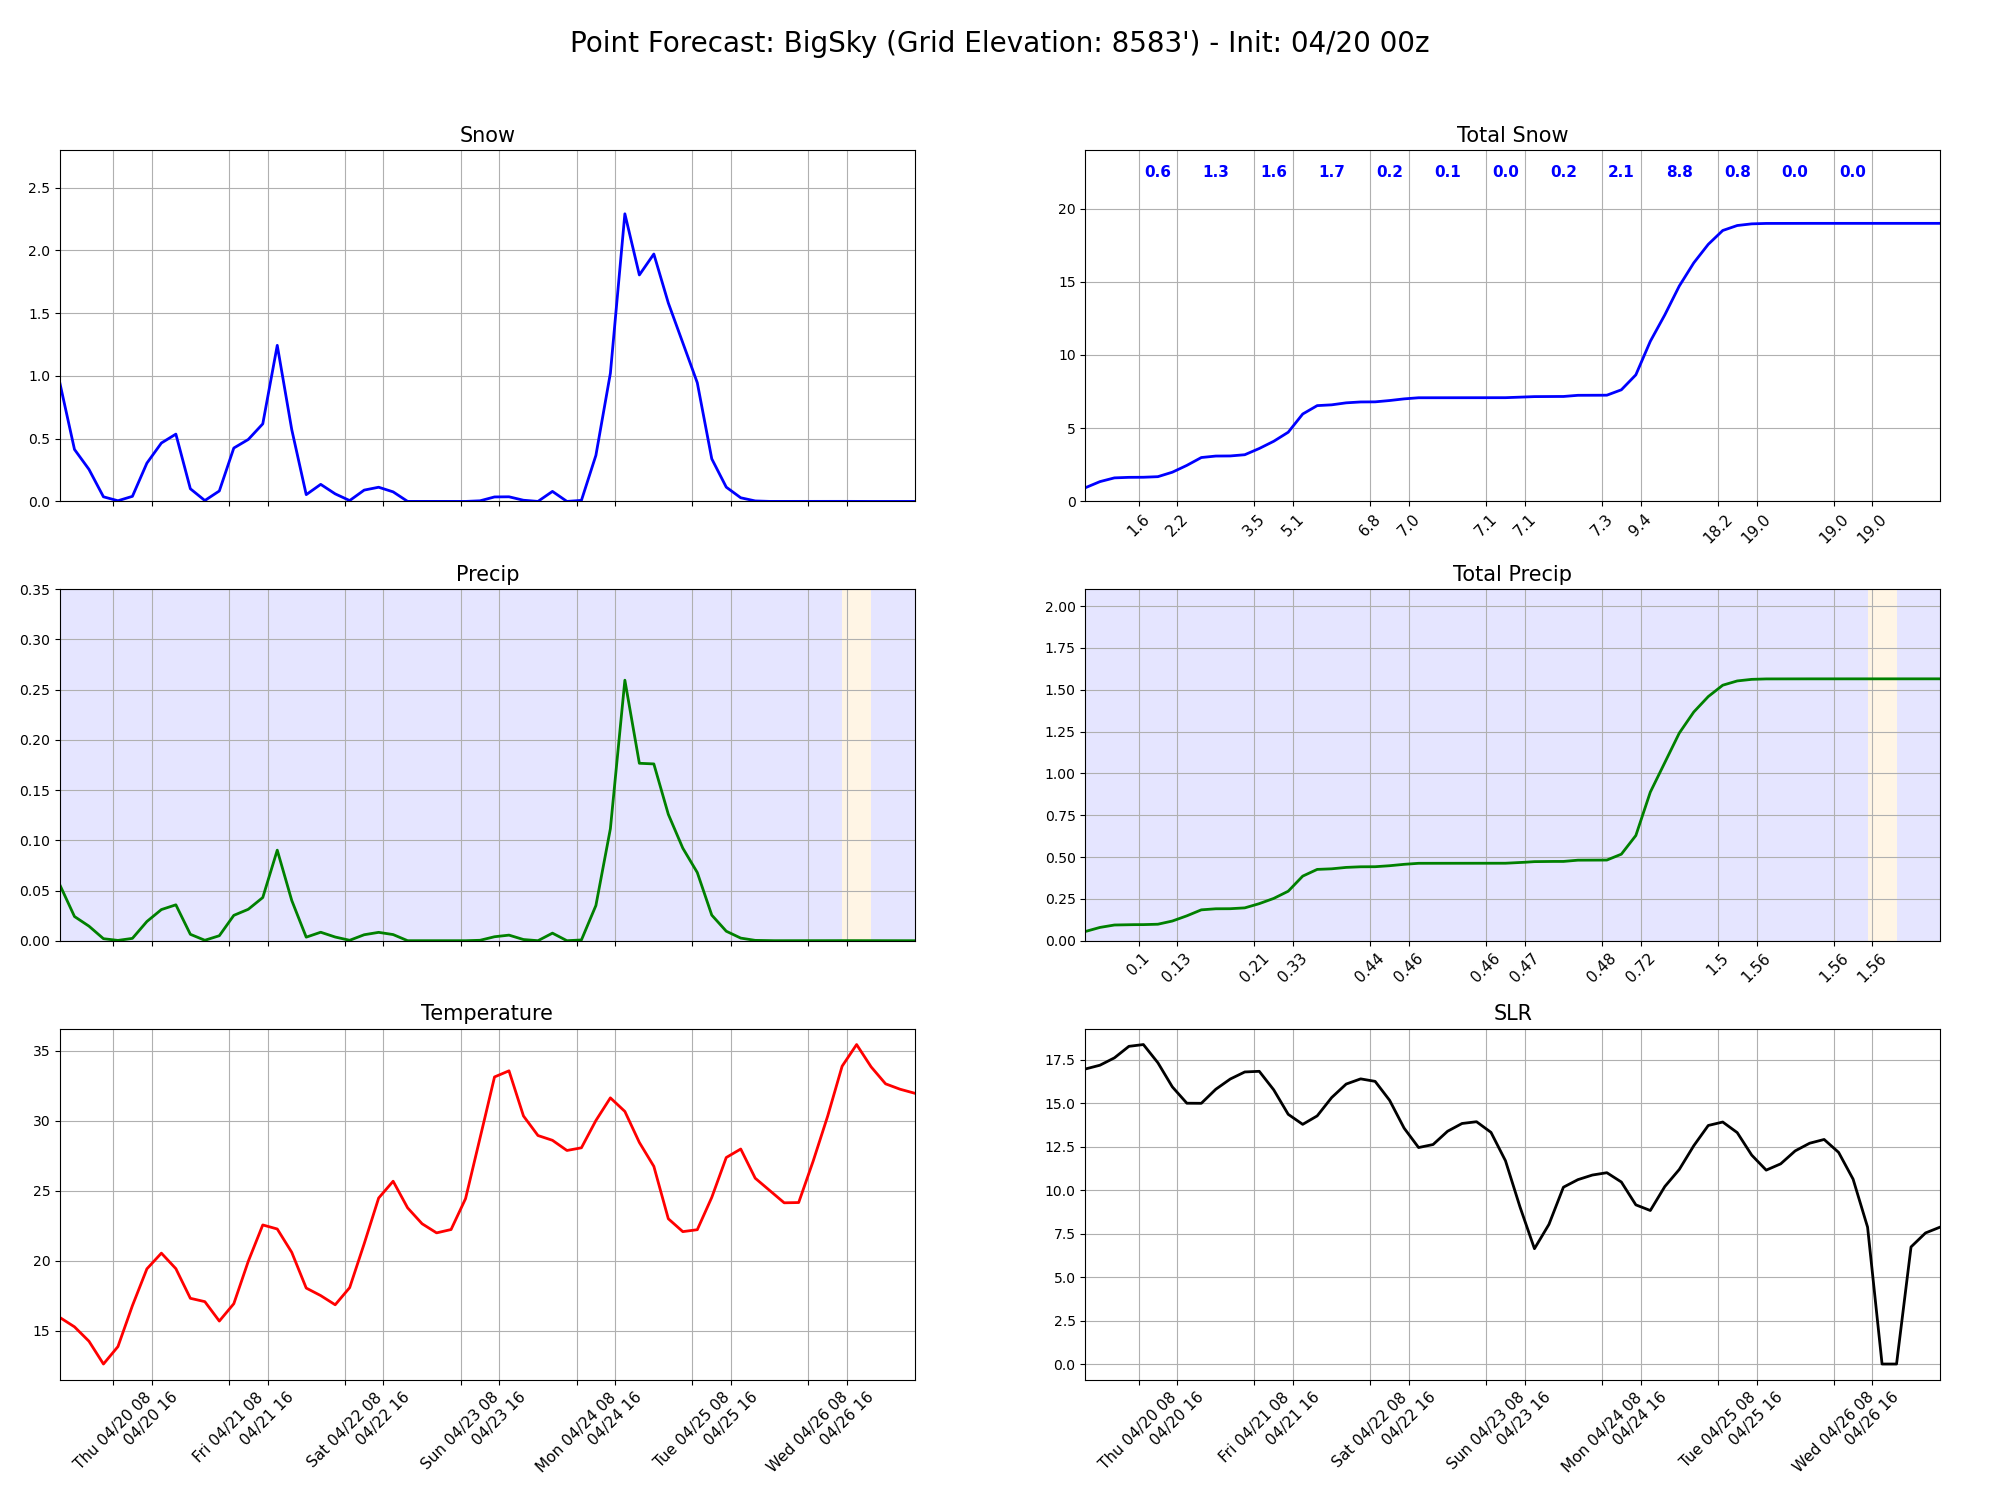 Point Forecast: BigSky (Grid Elevation: 8583') - Init: 04/20 00z
Snow
2.5
2.0
1.5
1.0
0.5
0.0
Total Snow
0.6 1.3 1.6 1.7 0.2 0.1 0.0 0.2 2.1 8.8 0.8 0.0 0.0
20
15
10
5
0
1.6 2.2 3.5 5.1 6.8 7.0 7.1 7.1 7.3 9.4 18.2 19.0 19.0 19.0
Precip
0.35
0.30
0.25
0.20
0.15
0.10
0.05
0.00
Total Precip
2.00
1.75
1.50
1.25
1.00
0.75
0.50
0.25
0.00
0.1 0.13 0.21 0.33 0.44 0.46 0.46 0.47 0.48 0.72 1.5 1.56 1.56 1.56
Temperature
35
30
25
20
15
Thu 04/20 08
04/20 16
Fri 04/21 08
04/21 16
Sat 04/22 08
04/22 16
Sun 04/23 08
04/23 16
Mon 04/24 08
04/24 16
Tue 04/25 08
04/25 16
Wed 04/26 08
04/26 16
SLR
17.5
15.0
12.5
10.0
7.5
5.0
2.5
0.0
Thu 04/20 08
04/20 16
Fri 04/21 08
04/21 16
Sat 04/22 08
04/22 16
Sun 04/23 08
04/23 16
Mon 04/24 08
04/24 16
Tue 04/25 08
04/25 16
Wed 04/26 08
04/26 16